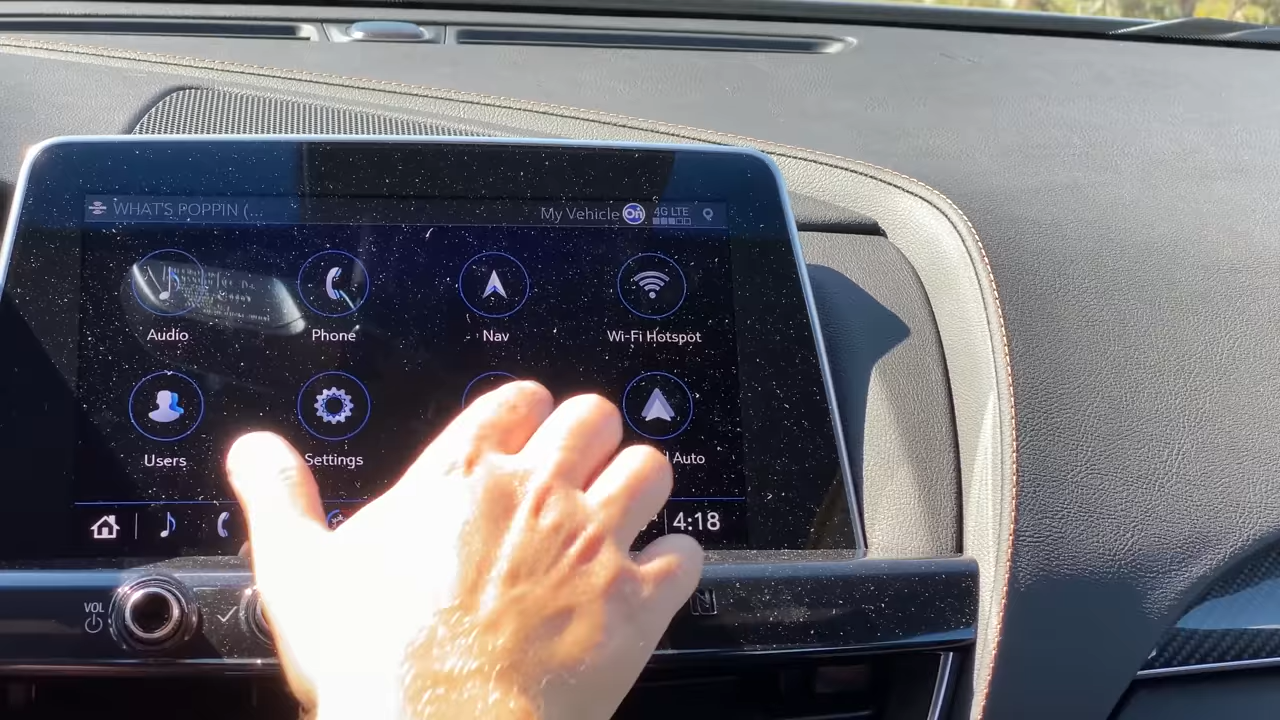 WHAT'S POPPIN (...
My Vehicle On 4G LTE
Audio
Phone
Nav
Wi-Fi Hotspot
Users
Settings
Auto
4:18
VOL
N